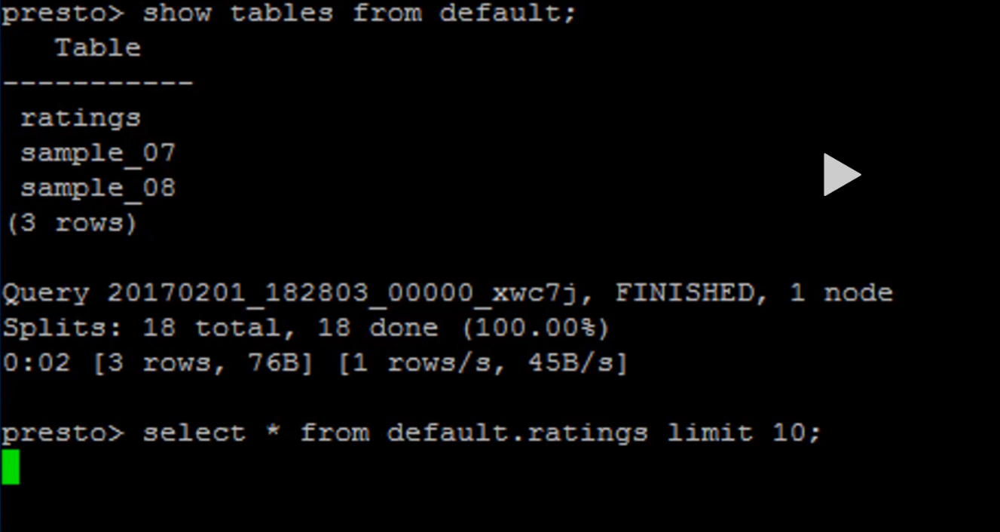 presto> show tables from default;
Table
-----------
ratings
sample_07
sample_08
(3 rows)
Query 20170201_182803_00000_xwc7j, FINISHED, 1 node
Splits: 18 total, 18 done (100.00%)
0:02 [3 rows, 76B] [1 rows/s, 45B/s]
presto> select * from default.ratings limit 10;